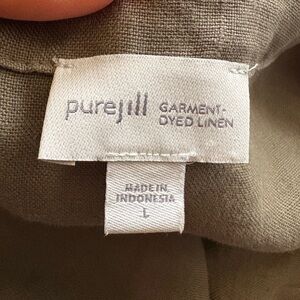 purejill
GARMENT-
DYED LINEN
MADE IN
INDONESIA
L